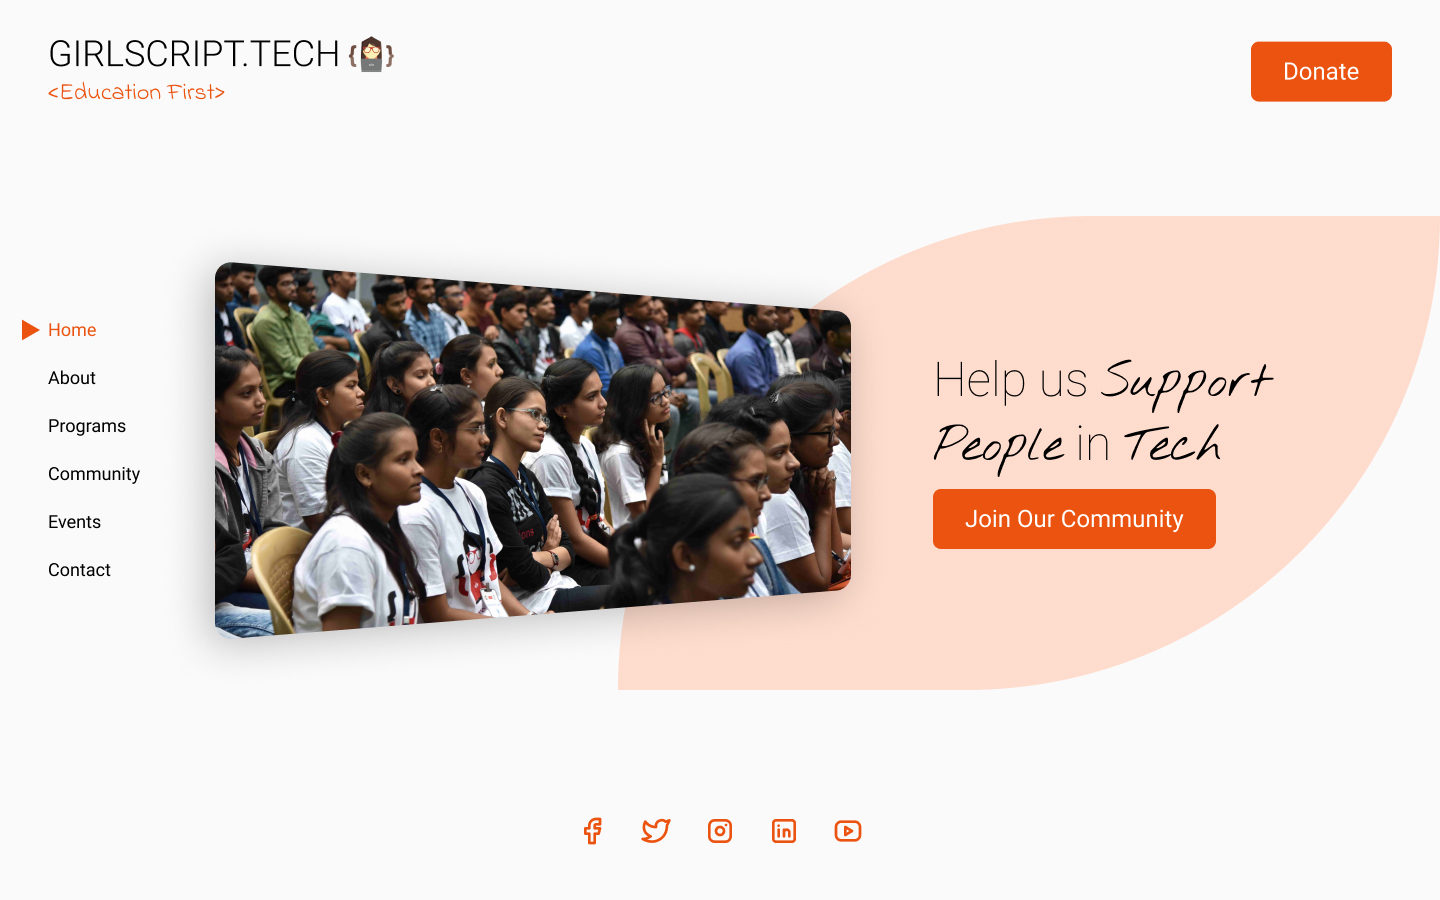 GIRLSCRIPT.TECH
<Education First>
Donate
Home
About
Programs
Community
Events
Contact
Help us Support
People in Tech
Join Our Community